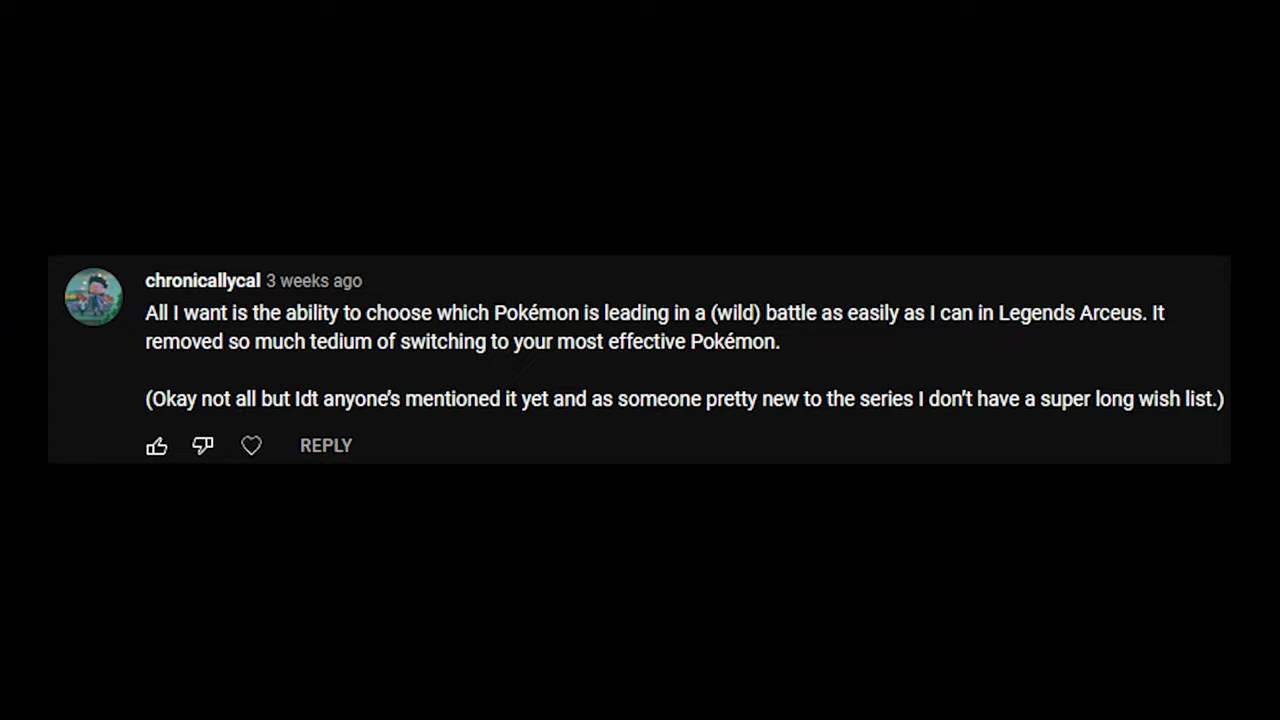 chronicallycal 3 weeks ago
All I want is the ability to choose which Pokémon is leading in a (wild) battle as easily as I can in Legends Arceus. It
removed so much tedium of switching to your most effective Pokémon.
(Okay not all but Idt anyone's mentioned it yet and as someone pretty new to the series I don't have a super long wish list.)
REPLY